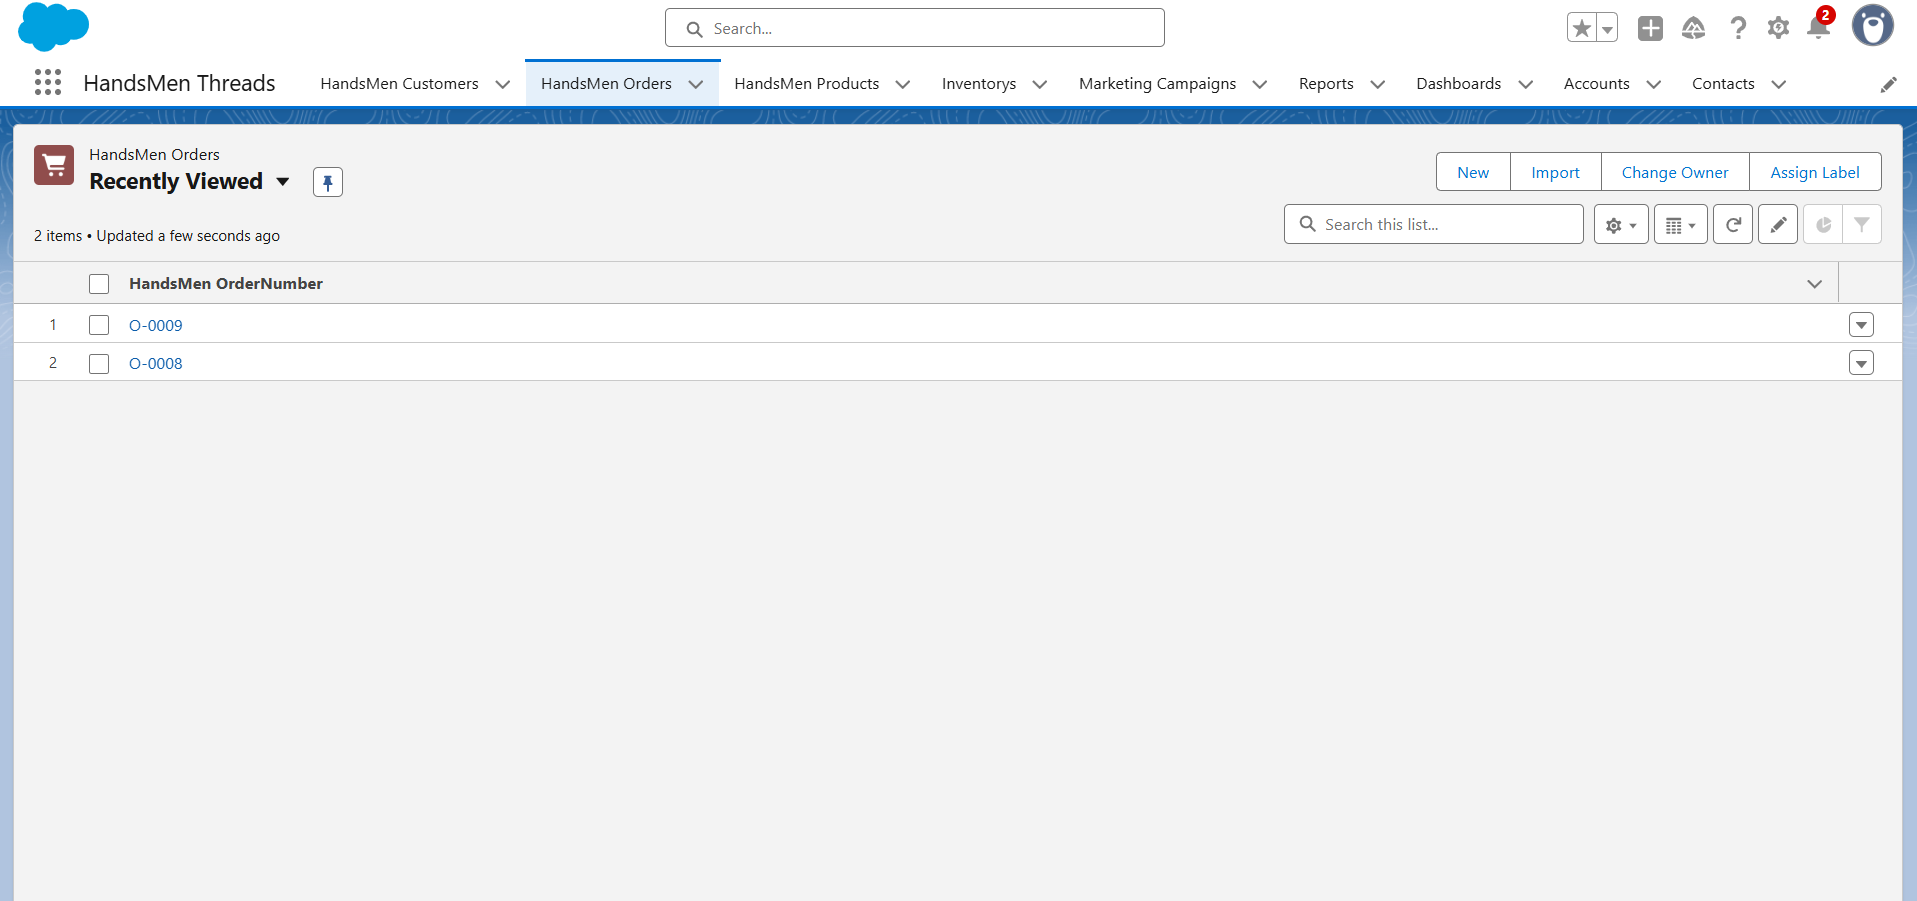 Search...
2
HandsMen Threads
HandsMen Customers
HandsMen Orders
HandsMen Products
Inventorys
Marketing Campaigns
Reports
Dashboards
Accounts
Contacts
HandsMen Orders
Recently Viewed
New
Import
Change Owner
Assign Label
2 items • Updated a few seconds ago
Search this list...
HandsMen OrderNumber
1 O-0009
2 O-0008